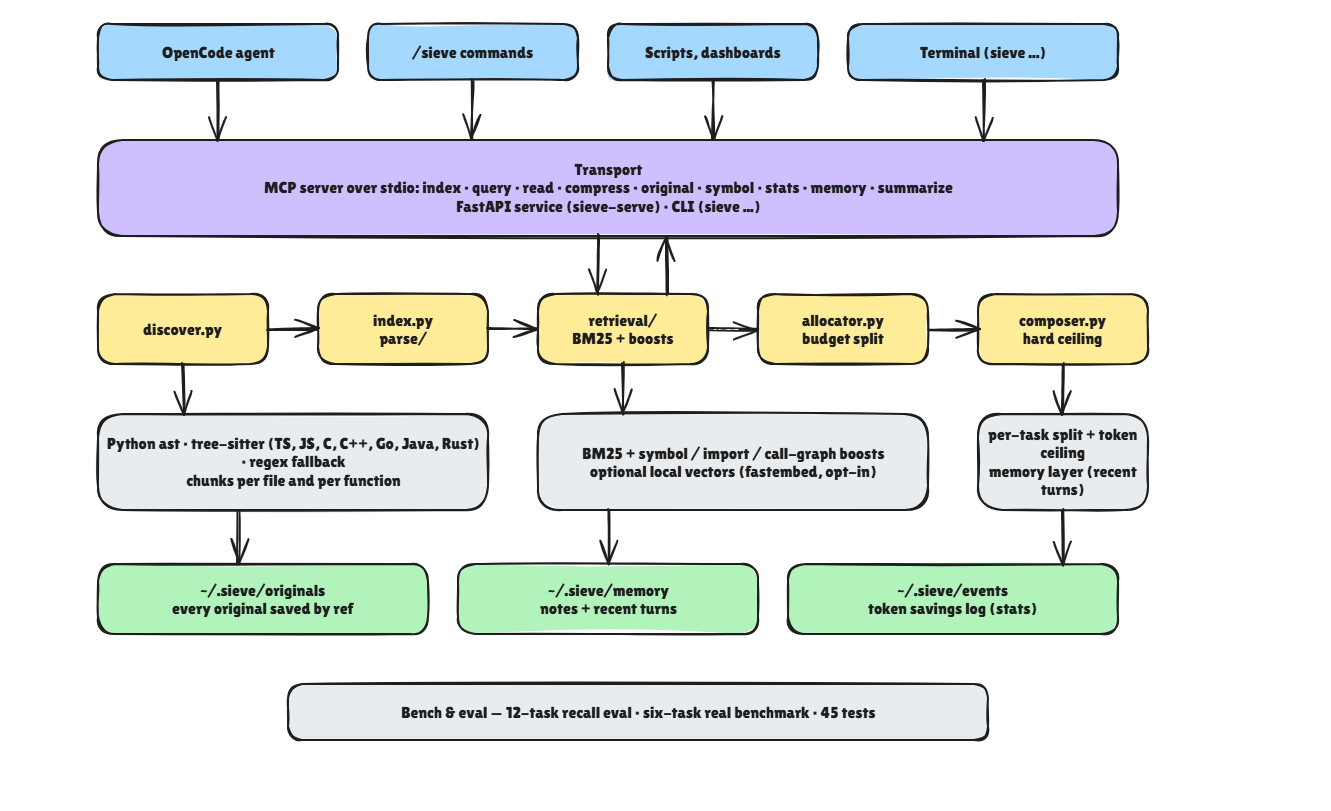 OpenCode agent
/sieve commands
Scripts, dashboards
Terminal (sieve ...)
Transport
MCP server over stdio: index · query · read · compress · original · symbol · stats · memory · summarize
FastAPI service (sieve-serve) · CLI (sieve ...)
discover.py
index.py
parse/
retrieval/
BM25 + boosts
allocator.py
budget split
composer.py
hard ceiling
Python ast · tree-sitter (TS, JS, C, C++, Go, Java, Rust)
· regex fallback
chunks per file and per function
BM25 + symbol / import / call-graph boosts
optional local vectors (fastembed, opt-in)
per-task split + token
ceiling
memory layer (recent
turns)
~/.sieve/originals
every original saved by ref
~/.sieve/memory
notes + recent turns
~/.sieve/events
token savings log (stats)
Bench & eval — 12-task recall eval · six-task real benchmark · 45 tests